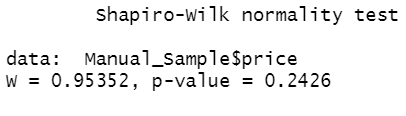 Shapiro-Wilk normality test
data:  Manual_Sample$price
W = 0.95352, p-value = 0.2426